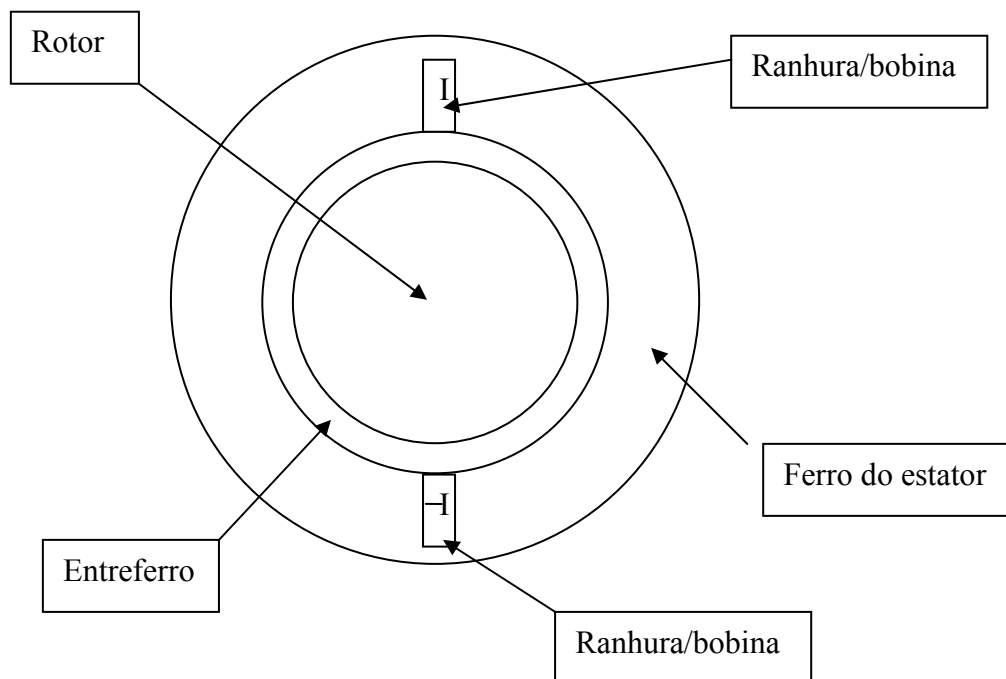 Rotor
Ranhura/bobina
I
Ferro do estator
-I
Entreferro
Ranhura/bobina